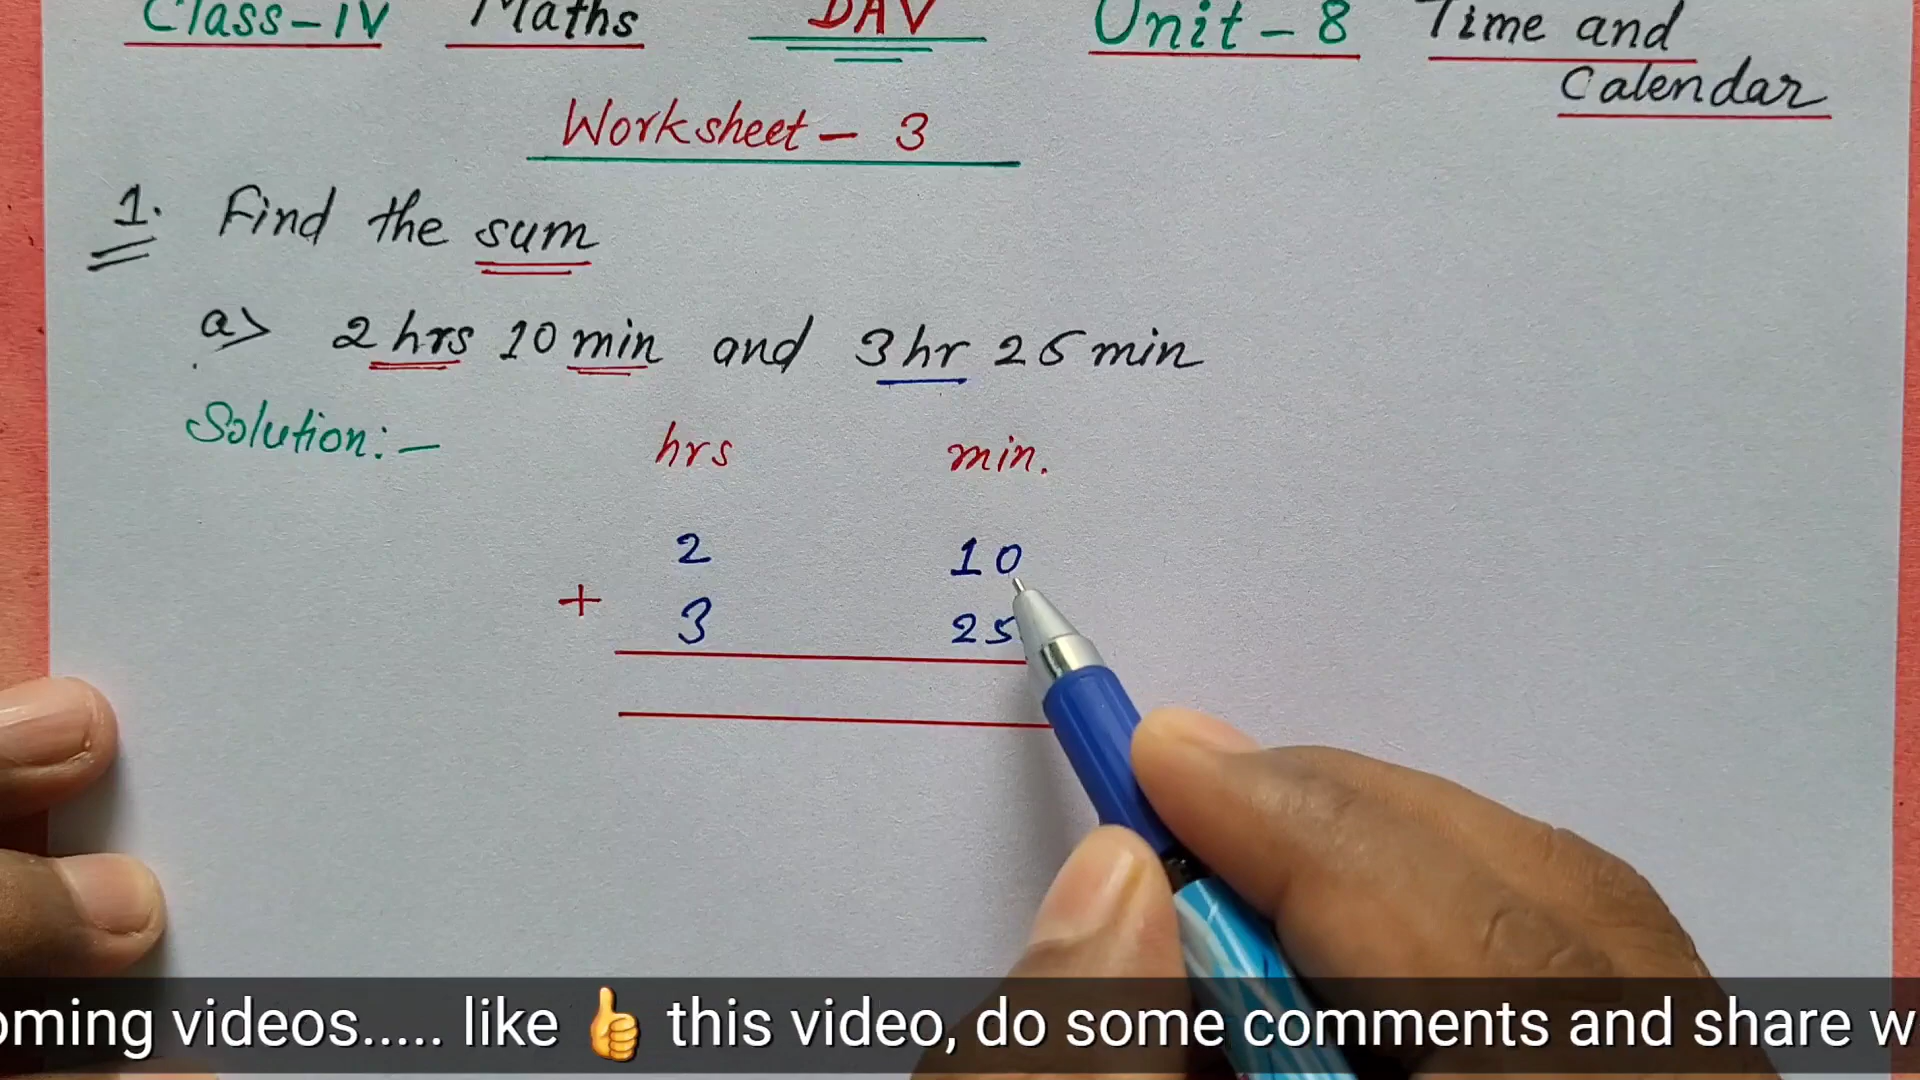 Class-IV Maths DAV Unit-8 Time and
Calendar
Worksheet-3
1. Find the sum
a> 2 hrs 10 min and 3 hr 25 min
Solution:-
hrs min.
2 10
+
3 25
oming videos..... like 👍 this video, do some comments and share w